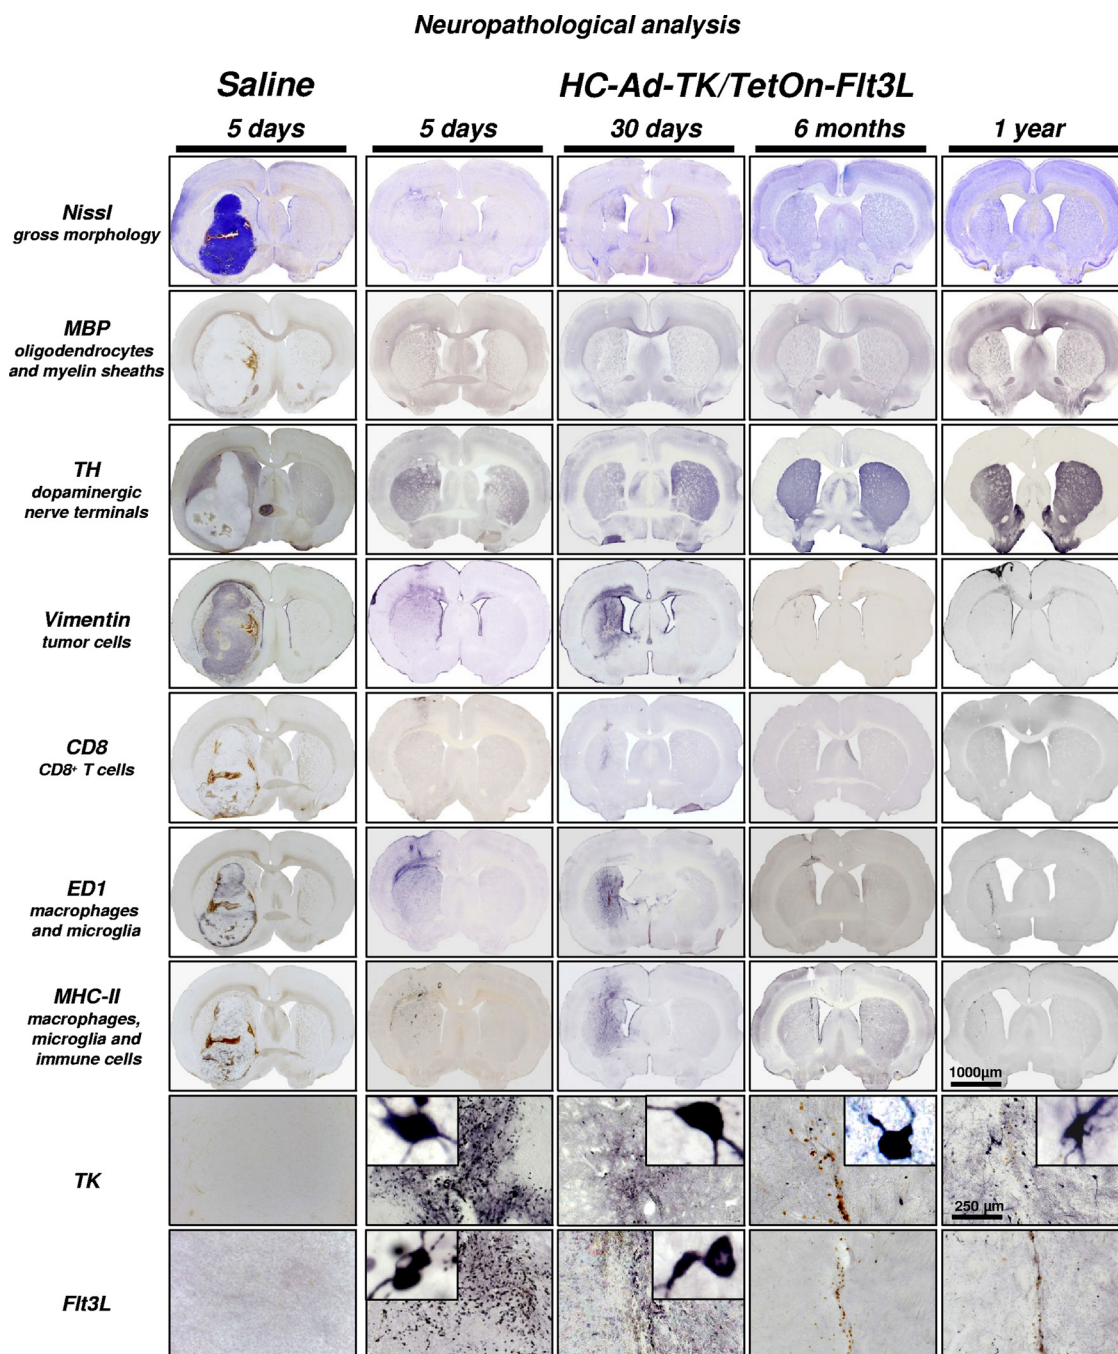 Neuropathological analysis
Saline
HC-Ad-TK/TetOn-Flt3L
5 days
5 days
30 days
6 months
1 year
Nissl
gross morphology
MBP
oligodendrocytes
and myelin sheaths
TH
dopaminergic
nerve terminals
Vimentin
tumor cells
CD8
CD8+ T cells
ED1
macrophages
and microglia
MHC-II
macrophages,
microglia and
immune cells
1000µm
TK
250 µm
Flt3L